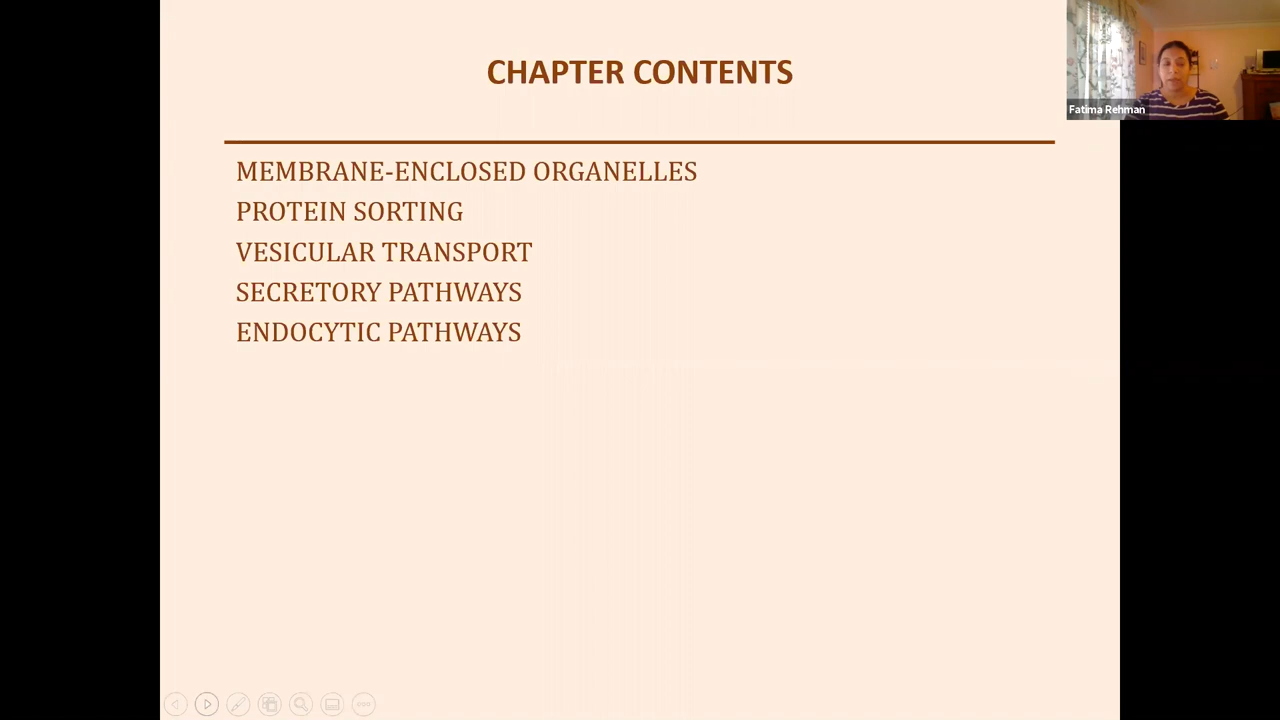 CHAPTER CONTENTS
Fatima Rehman
MEMBRANE-ENCLOSED ORGANELLES
PROTEIN SORTING
VESICULAR TRANSPORT
SECRETORY PATHWAYS
ENDOCYTIC PATHWAYS